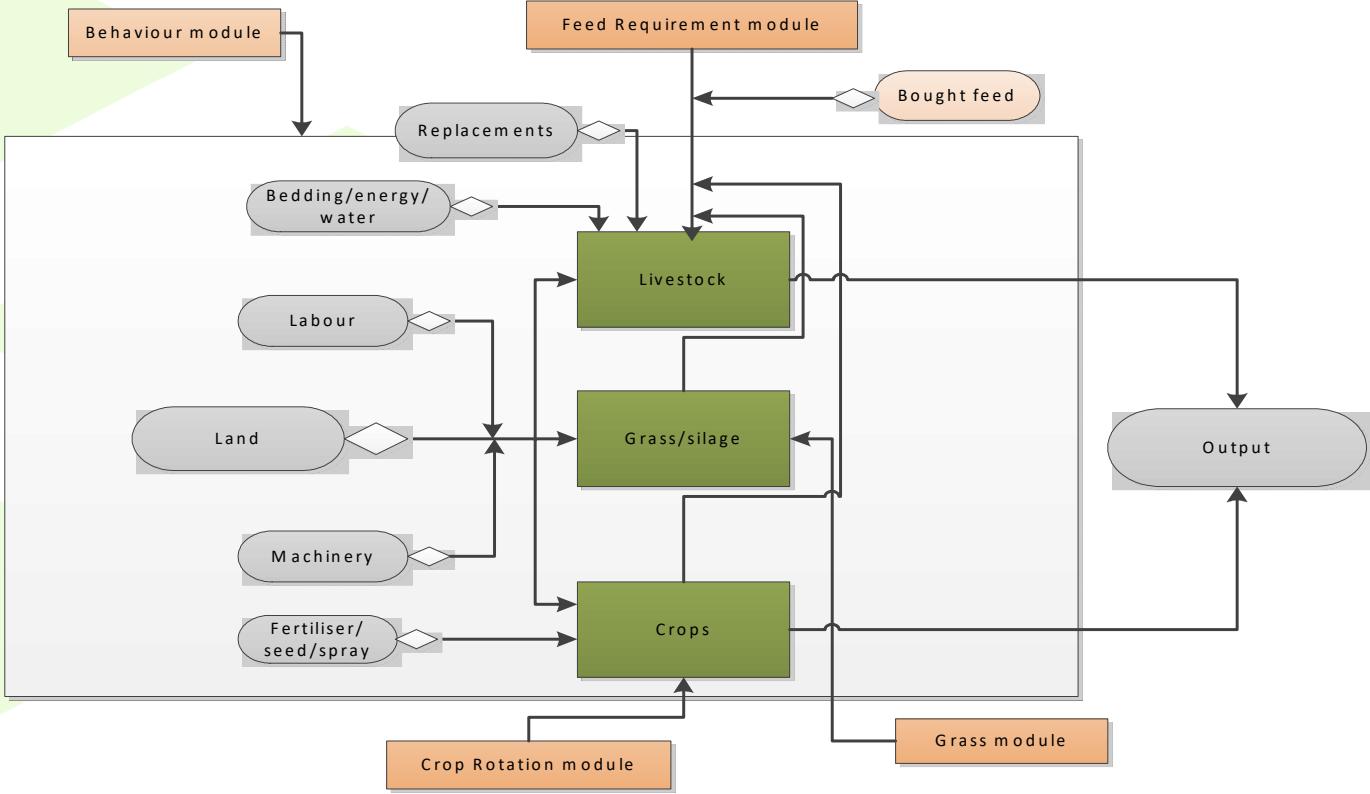 Behaviour module
Feed Requirement module
Bought feed
Replacements
Bedding/energy/
water
Livestock
Labour
Land
Grass/silage
Output
Machinery
Fertiliser/
seed/spray
Crops
Grass module
Crop Rotation module